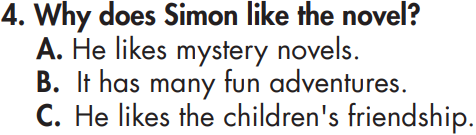 4. Why does Simon like the novel?
A. He likes mystery novels.
B. It has many fun adventures.
C. He likes the children's friendship.